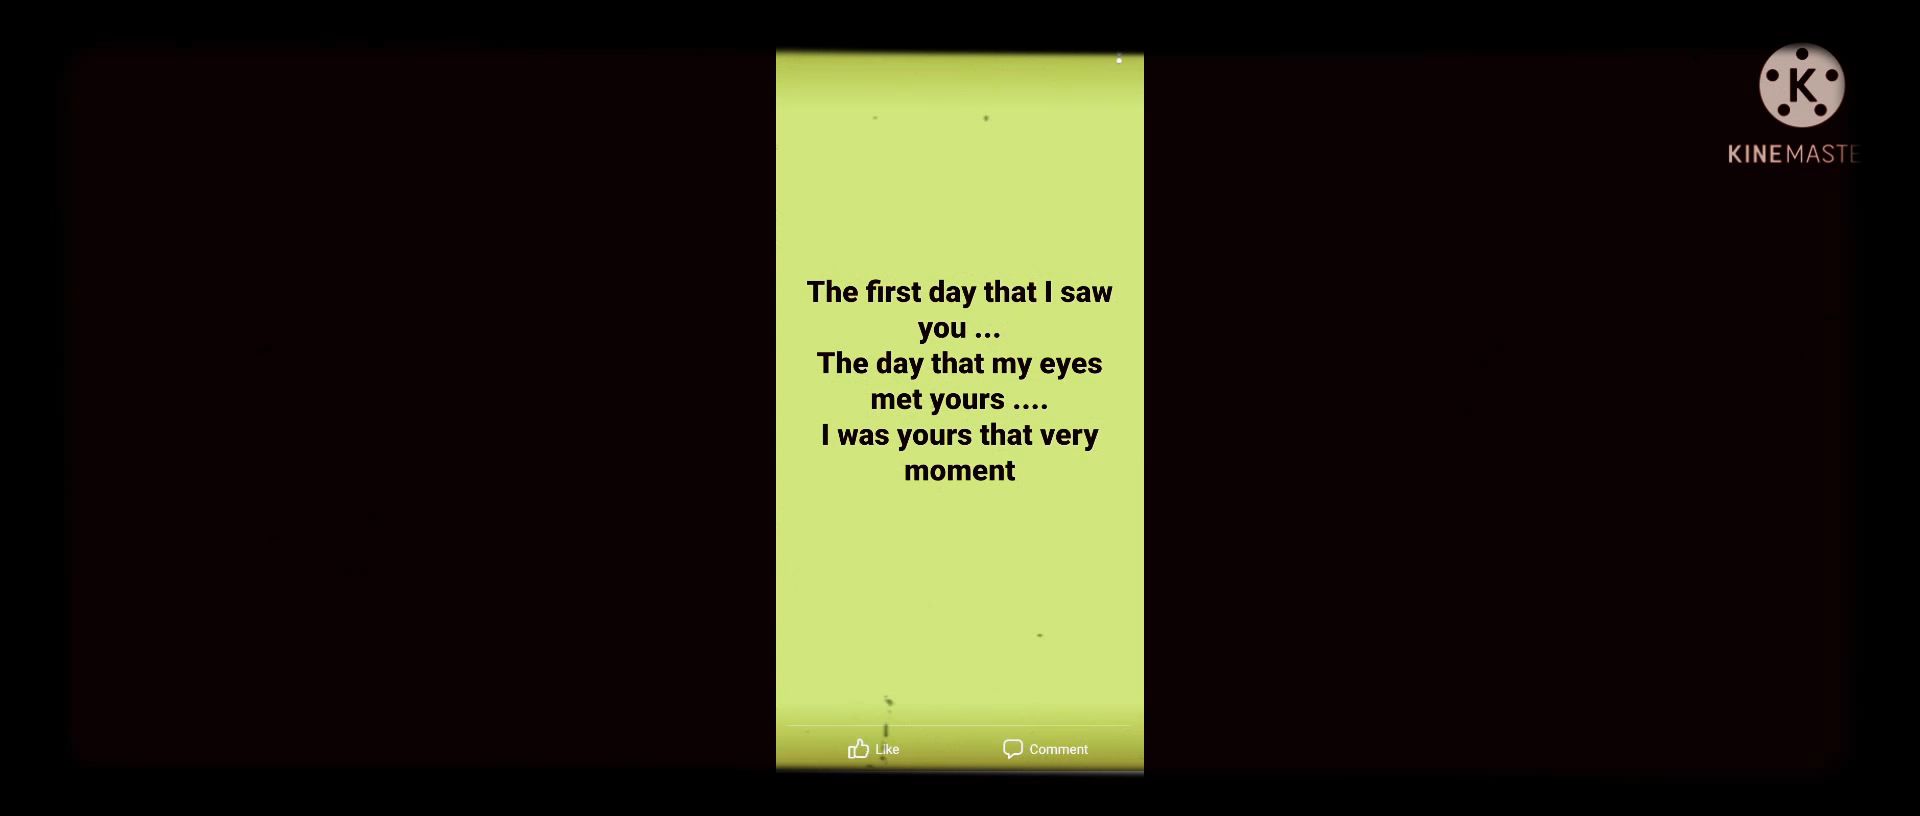 The first day that I saw
you ...
The day that my eyes
met yours ....
I was yours that very
moment
Like
Comment
K
KINEMASTE